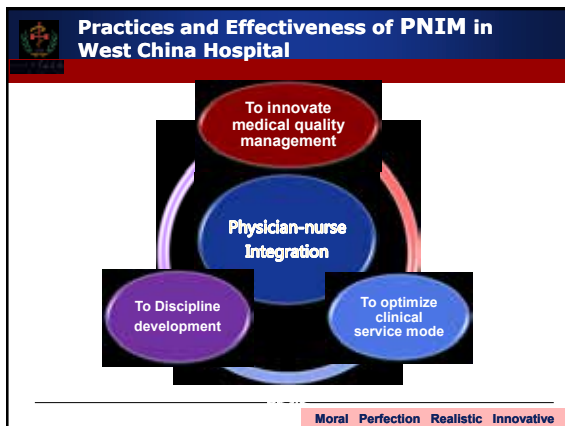 Practices and Effectiveness of PNIM in
West China Hospital
To innovate
medical quality
management
Physician-nurse
Integration
To Discipline
development
To optimize
clinical
service mode
Moral Perfection Realistic Innovative